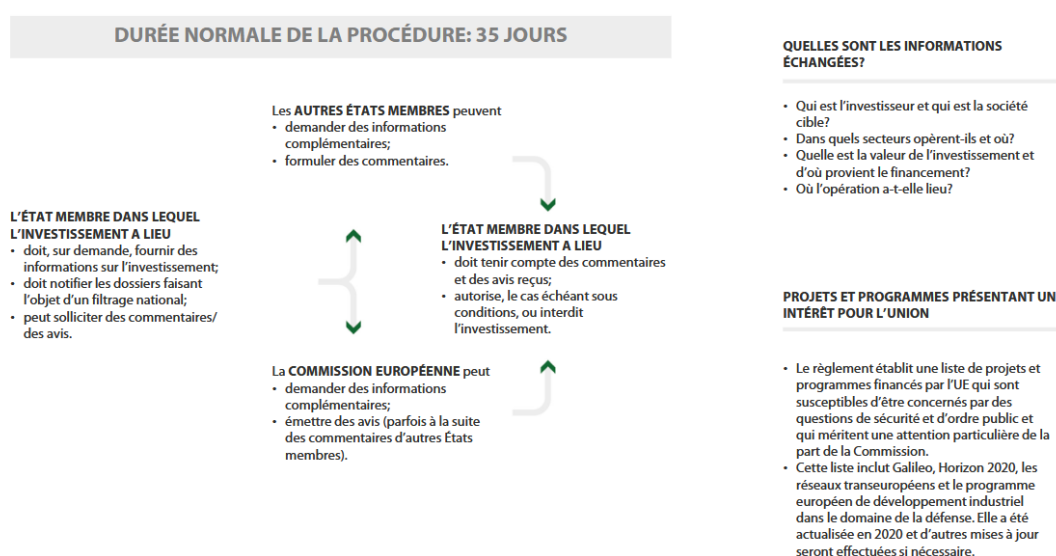 DURÉE NORMALE DE LA PROCÉDURE: 35 JOURS
L'ÉTAT MEMBRE DANS LEQUEL
L'INVESTISSEMENT A LIEU
• doit, sur demande, fournir des
informations sur l'investissement;
• doit notifier les dossiers faisant
l'objet d'un filtrage national;
• peut solliciter des commentaires/
des avis.
Les AUTRES ÉTATS MEMBRES peuvent
• demander des informations
complémentaires;
• formuler des commentaires.
La COMMISSION EUROPÉENNE peut
• demander des informations
complémentaires;
• émettre des avis (parfois à la suite
des commentaires d'autres États
membres).
L'ÉTAT MEMBRE DANS LEQUEL
L'INVESTISSEMENT A LIEU
• doit tenir compte des commentaires
et des avis reçus;
• autorise, le cas échéant sous
conditions, ou interdit
l'investissement.
QUELLES SONT LES INFORMATIONS
ÉCHANGÉES?
• Qui est l'investisseur et qui est la société
cible?
• Dans quels secteurs opèrent-ils et où?
• Quelle est la valeur de l'investissement et
d'où provient le financement?
• Où l'opération a-t-elle lieu?
PROJETS ET PROGRAMMES PRÉSENTANT UN
INTÉRÊT POUR L'UNION
• Le règlement établit une liste de projets et
programmes financés par l'UE qui sont
susceptibles d'être concernés par des
questions de sécurité et d'ordre public et
qui méritent une attention particulière de la
part de la Commission.
• Cette liste inclut Galileo, Horizon 2020, les
réseaux transeuropéens et le programme
européen de développement industriel
dans le domaine de la défense. Elle a été
actualisée en 2020 et d'autres mises à jour
seront effectuées si nécessaire.